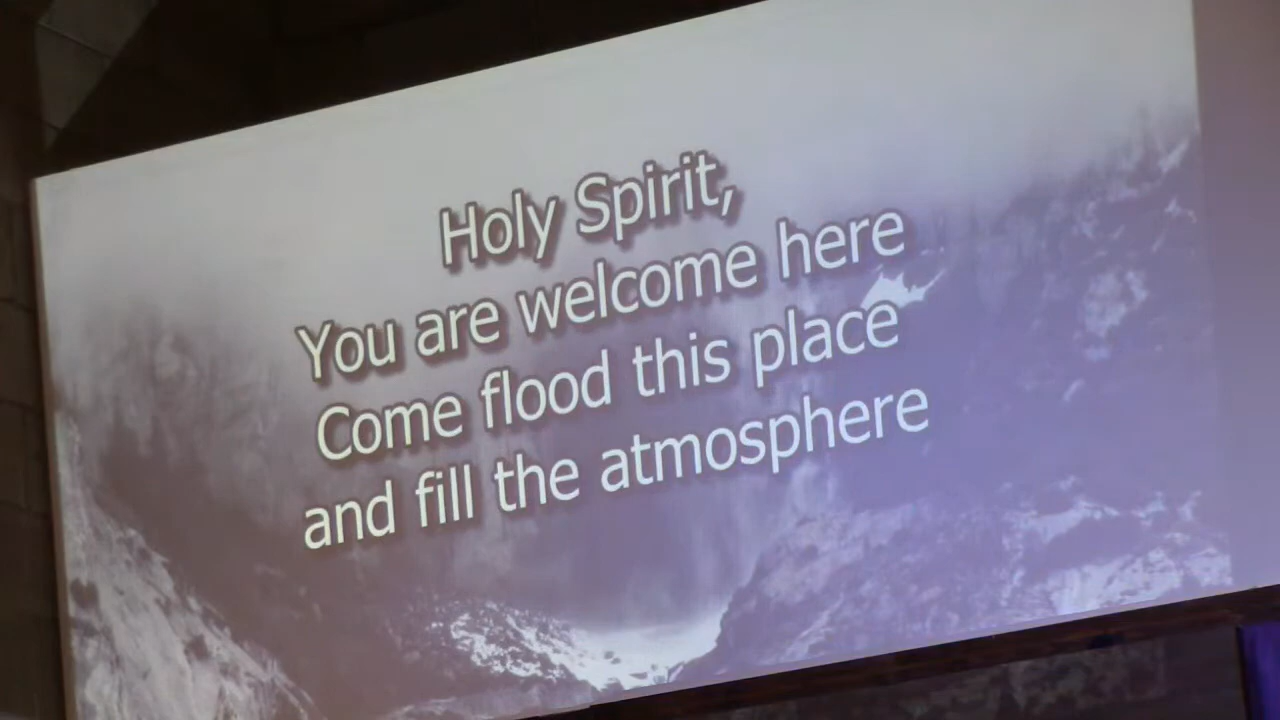 Holy Spirit,
You are welcome here
Come flood this place
and fill the atmosphere